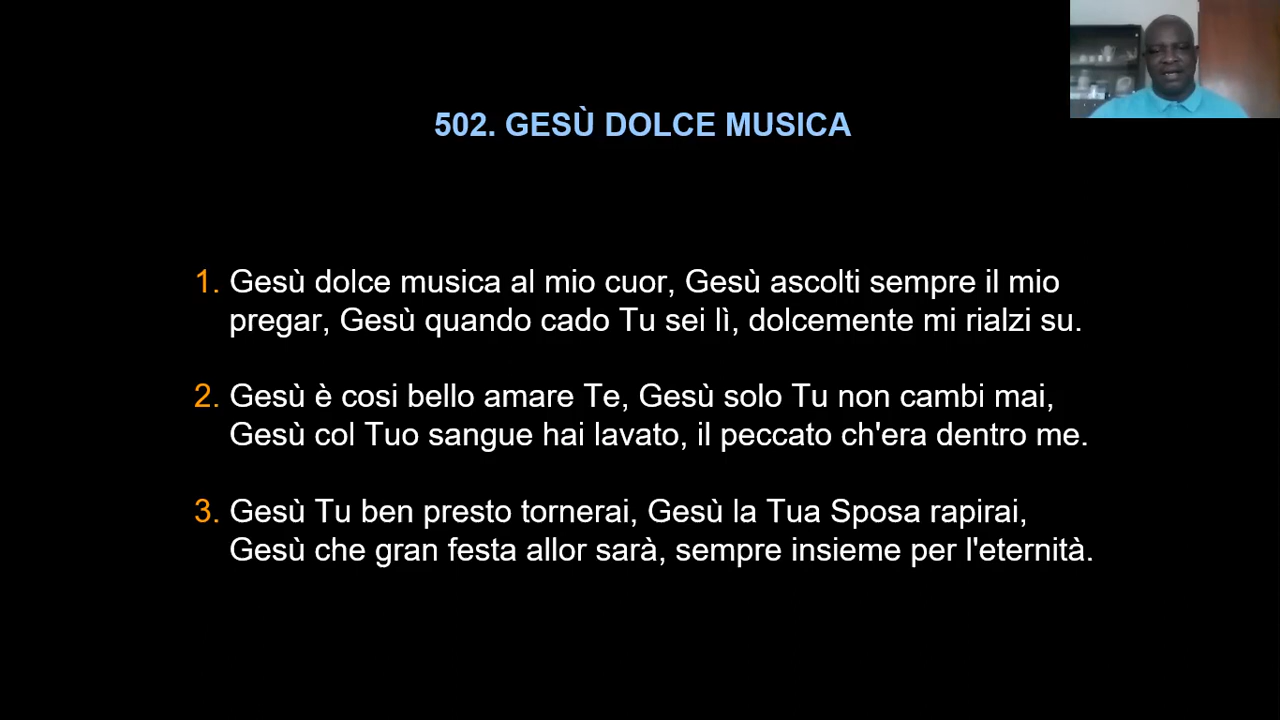 502. GESÙ DOLCE MUSICA
1. Gesù dolce musica al mio cuor, Gesù ascolti sempre il mio
pregar, Gesù quando cado Tu sei lì, dolcemente mi rialzi su.
2. Gesù è cosi bello amare Te, Gesù solo Tu non cambi mai,
Gesù col Tuo sangue hai lavato, il peccato ch'era dentro me.
3. Gesù Tu ben presto tornerai, Gesù la Tua Sposa rapirai,
Gesù che gran festa allor sarà, sempre insieme per l'eternità.